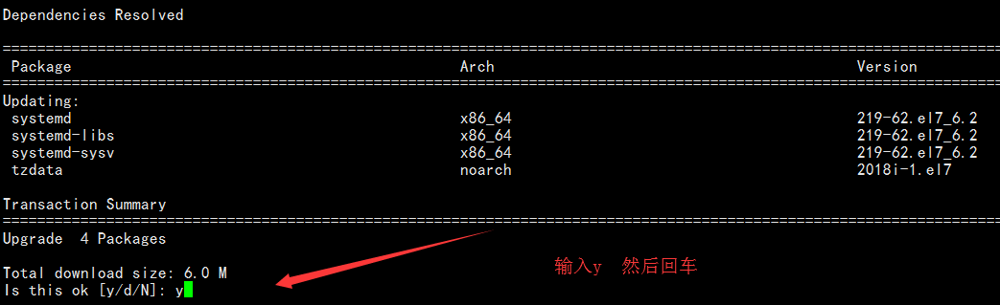 Dependencies Resolved
================================================================================
Package Arch Version
================================================================================
Updating:
systemd x86_64 219-62.el7_6.2
systemd-libs x86_64 219-62.el7_6.2
systemd-sysv x86_64 219-62.el7_6.2
tzdata noarch 2018i-1.el7
Transaction Summary
================================================================================
Upgrade 4 Packages
输入y 然后回车
Total download size: 6.0 M
Is this ok [y/d/N]: y